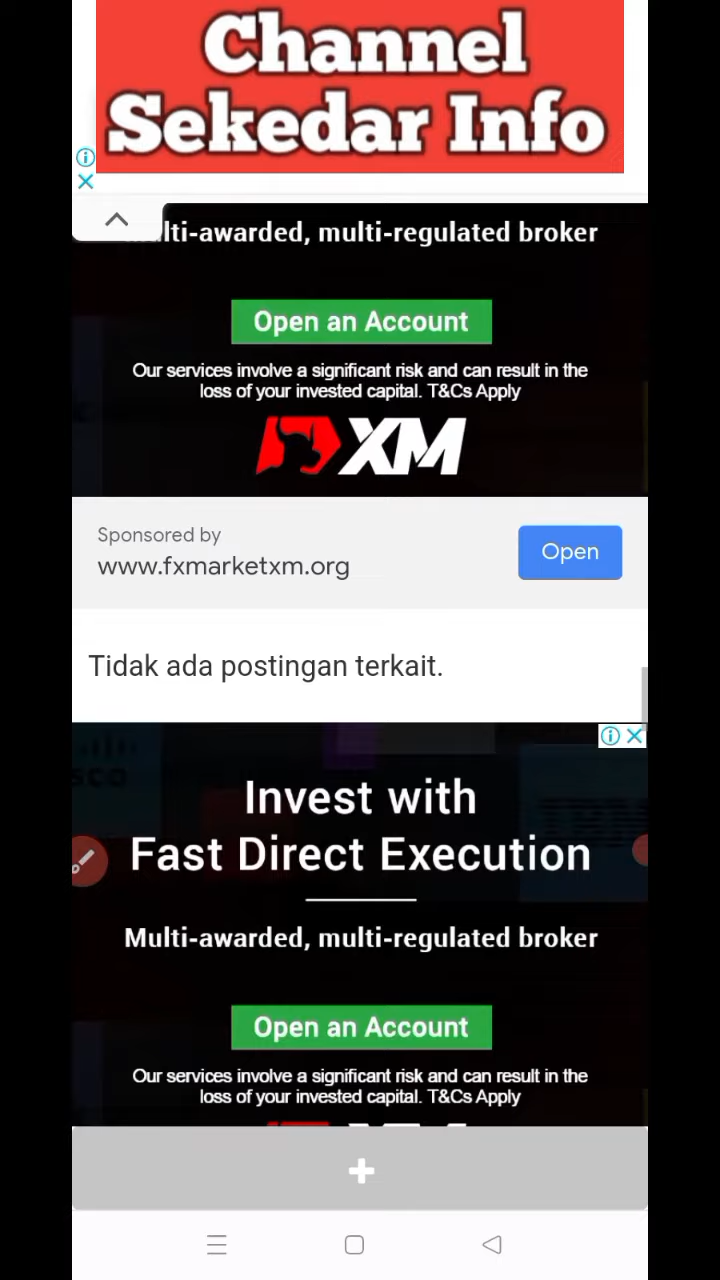 Channel
Sekedar Info
lti-awarded, multi-regulated broker
Open an Account
Our services involve a significant risk and can result in the
loss of your invested capital. T&Cs Apply
XM
Sponsored by
www.fxmarketxm.org
Open
Tidak ada postingan terkait.
Invest with
Fast Direct Execution
Multi-awarded, multi-regulated broker
Open an Account
Our services involve a significant risk and can result in the
loss of your invested capital. T&Cs Apply